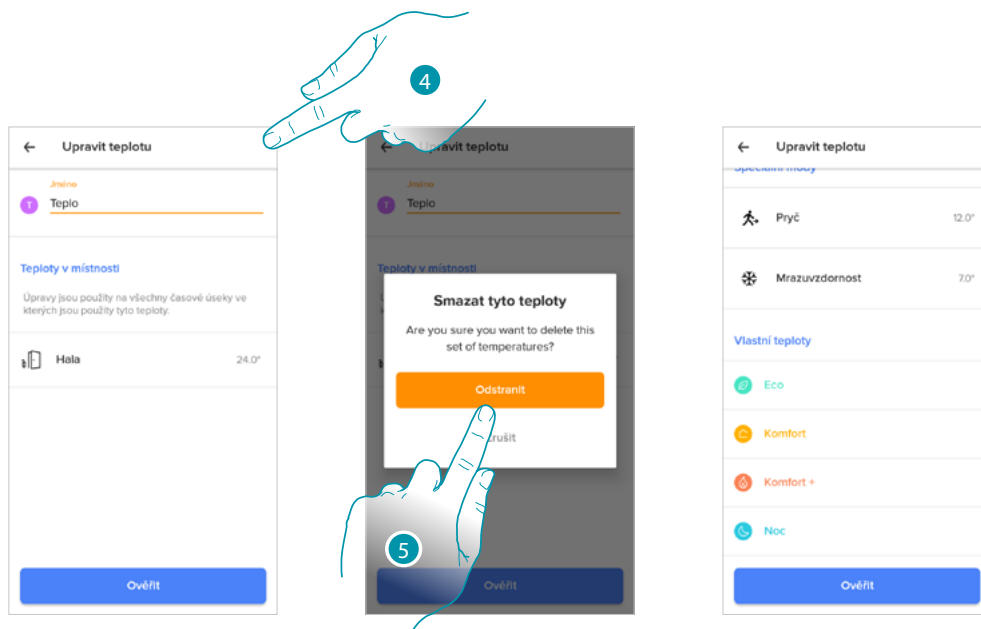 4
← Upravit teplotu
Jméno
T Teplo
Teploty v místnosti
Úpravy jsou použity na všechny časové úseky ve
kterých jsou použity tyto teploty.
Hala 24.0°
Ověřit
← Upravit teplotu
Jméno
T Teplo
Teploty v místnosti
Smazat tyto teploty
Are you sure you want to delete this
set of temperatures?
Odstranit
rušit
5
Ověřit
← Upravit teplotu
Speciální mody
Pryč 12.0°
Mrazuvzdornost 7.0°
Vlastní teploty
Eco
Komfort
Komfort +
Noc
Ověřit